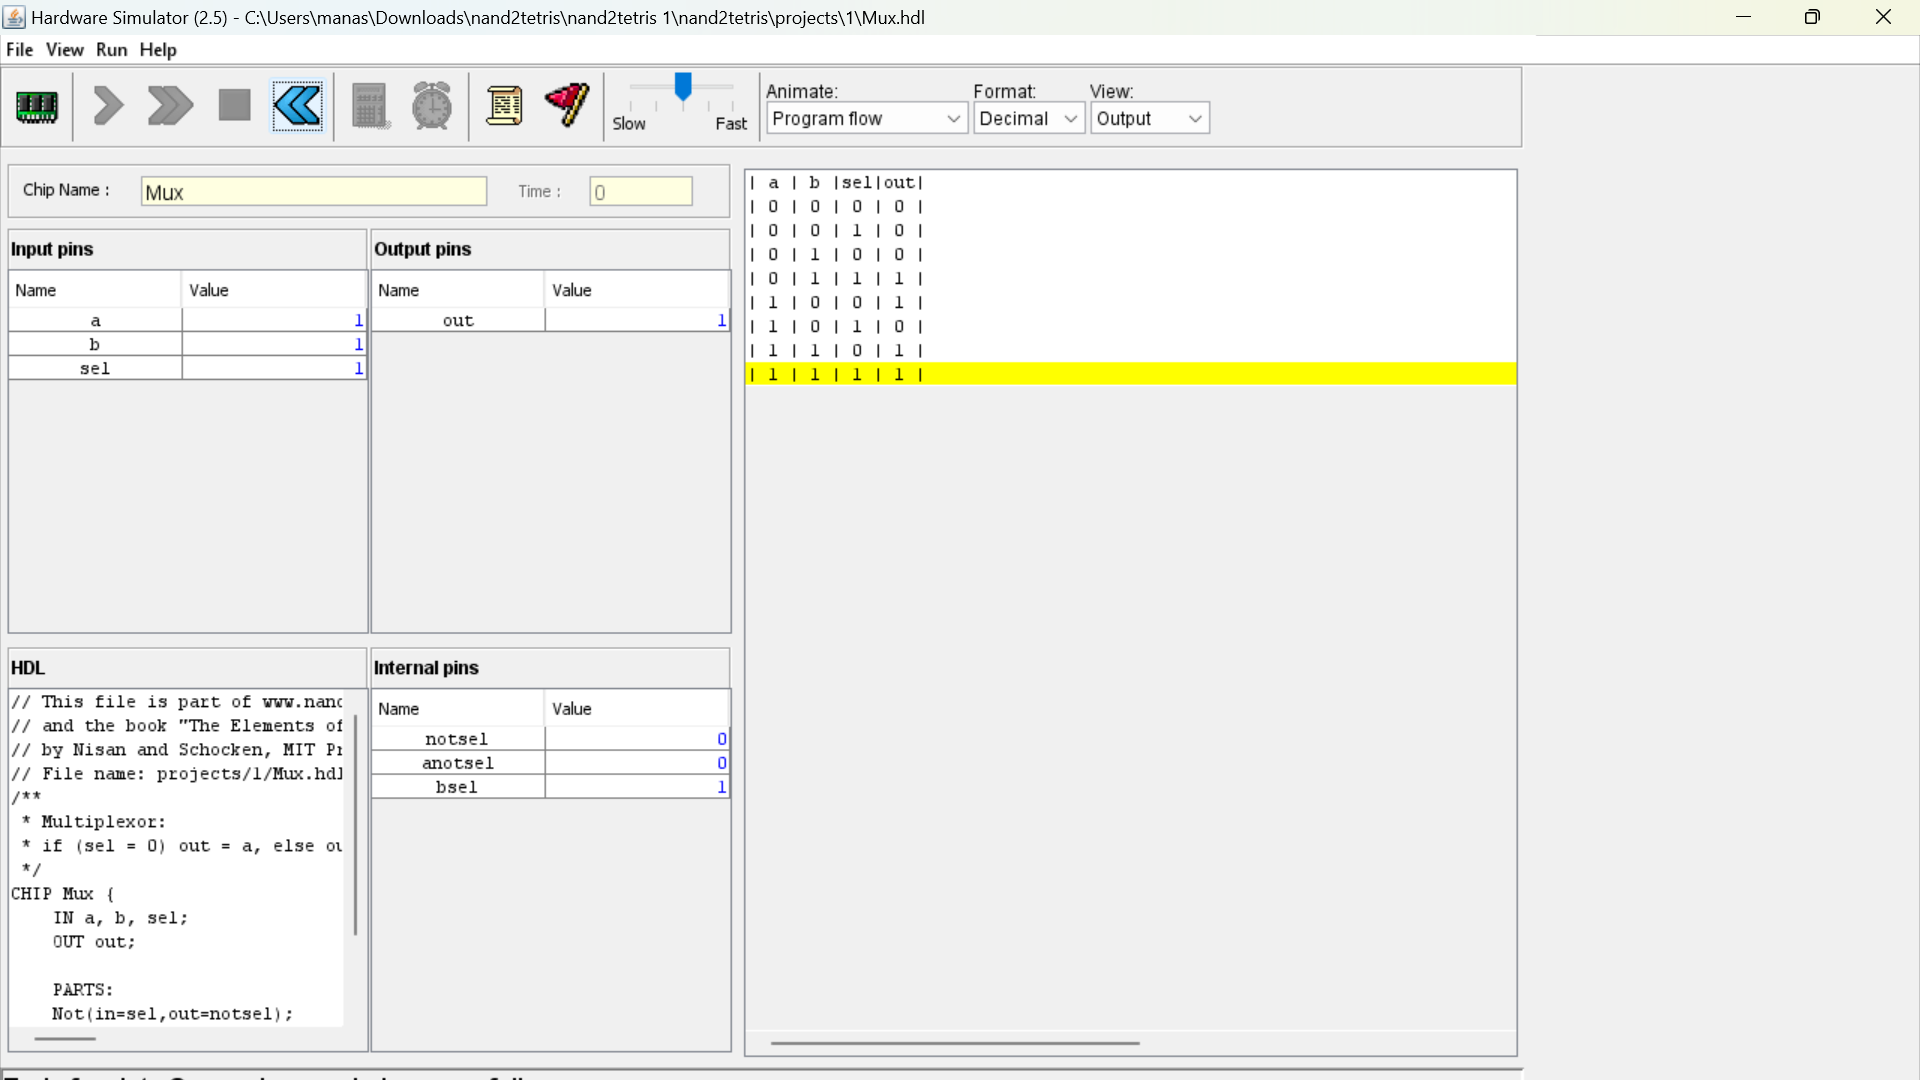 Hardware Simulator (2.5) - C:\Users\manas\Downloads\nand2tetris\nand2tetris 1\nand2tetris\projects\1\Mux.hdl
File View Run Help
Slow Fast
Animate: Format: View:
Program flow Decimal Output
Chip Name : Mux Time : 0
Input pins
Name Value
a 1
b 1
sel 1
Output pins
Name Value
out 1
| a | b |sel|out|
| 0 | 0 | 0 | 0 |
| 0 | 0 | 1 | 0 |
| 0 | 1 | 0 | 0 |
| 0 | 1 | 1 | 1 |
| 1 | 0 | 0 | 1 |
| 1 | 0 | 1 | 0 |
| 1 | 1 | 0 | 1 |
| 1 | 1 | 1 | 1 |
HDL
// This file is part of www.nand
// and the book "The Elements of
// by Nisan and Schocken, MIT Pr
// File name: projects/1/Mux.hdl
/**
* Multiplexor:
* if (sel = 0) out = a, else ou
*/
CHIP Mux {
IN a, b, sel;
OUT out;
PARTS:
Not(in=sel,out=notsel);
Internal pins
Name Value
notsel 0
anotsel 0
bsel 1